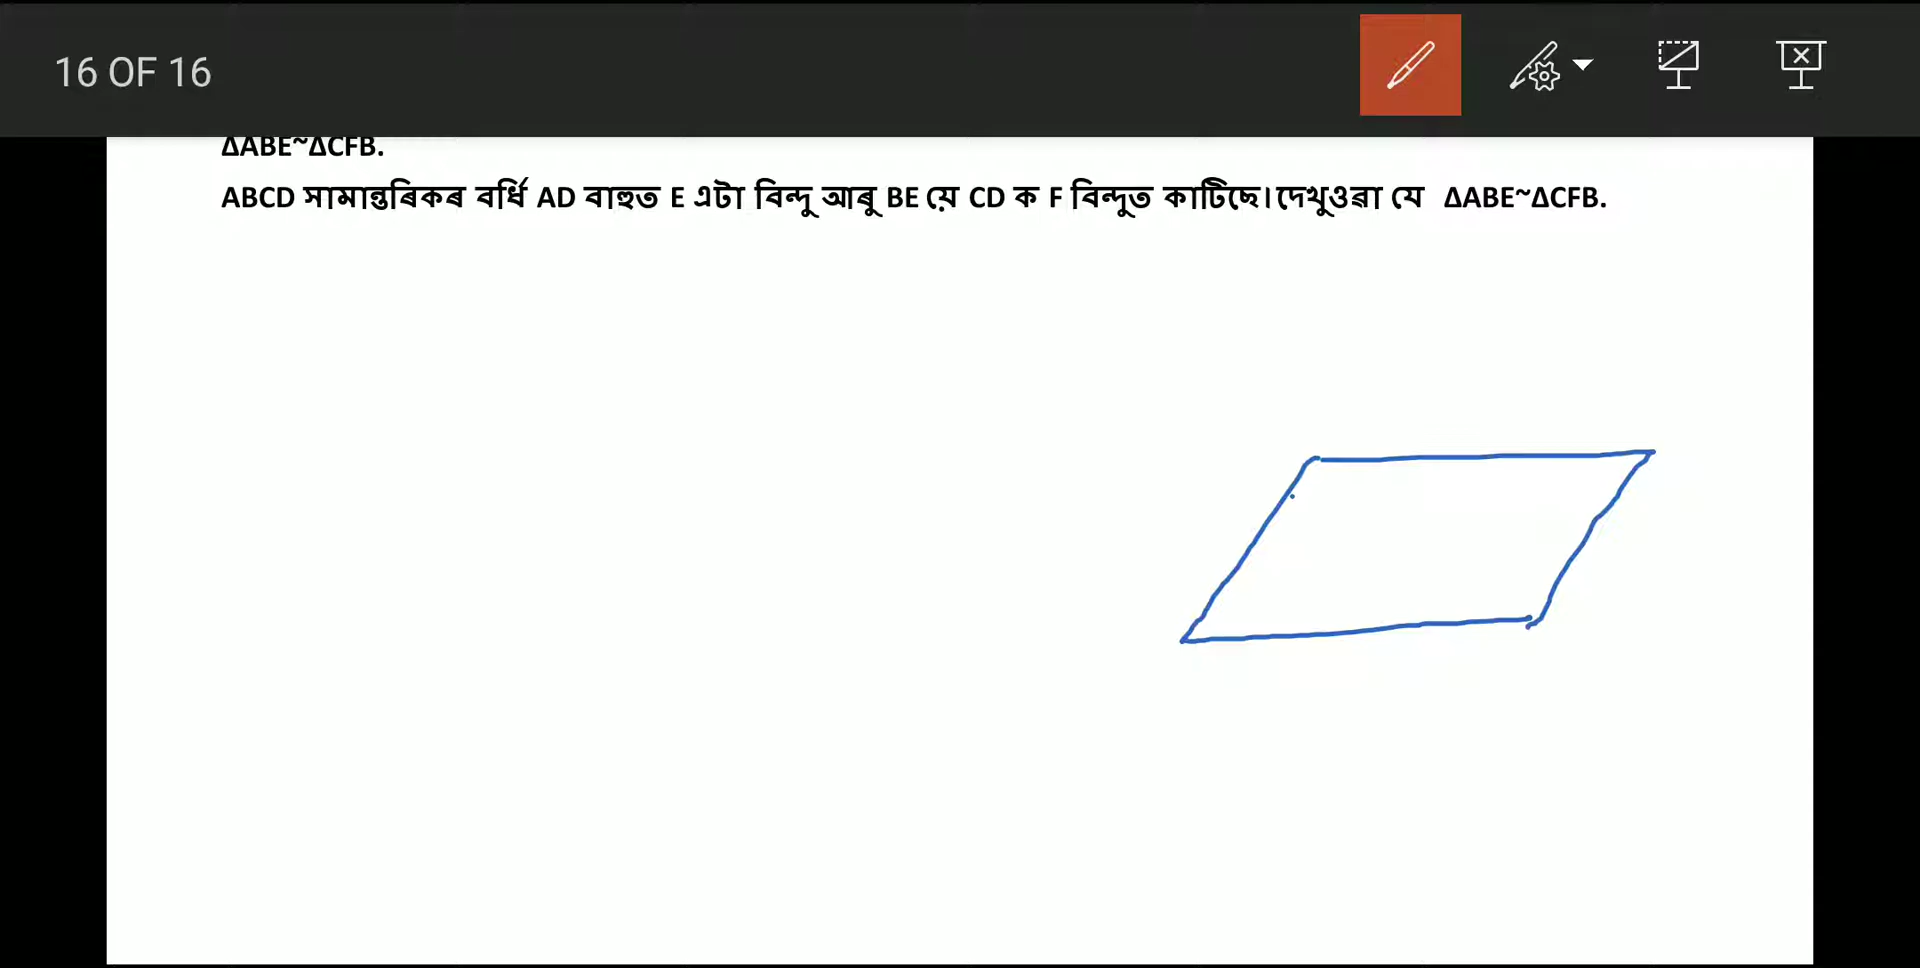 16 OF 16
ΔABE~ΔCFB.
ABCD সামান্তৰিকৰ বৰ্ধি AD বাহুত E এটা বিন্দু আৰু BE য়ে CD ক F বিন্দুত কাটিছে।দেখুওৱা যে ΔABE~ΔCFB.